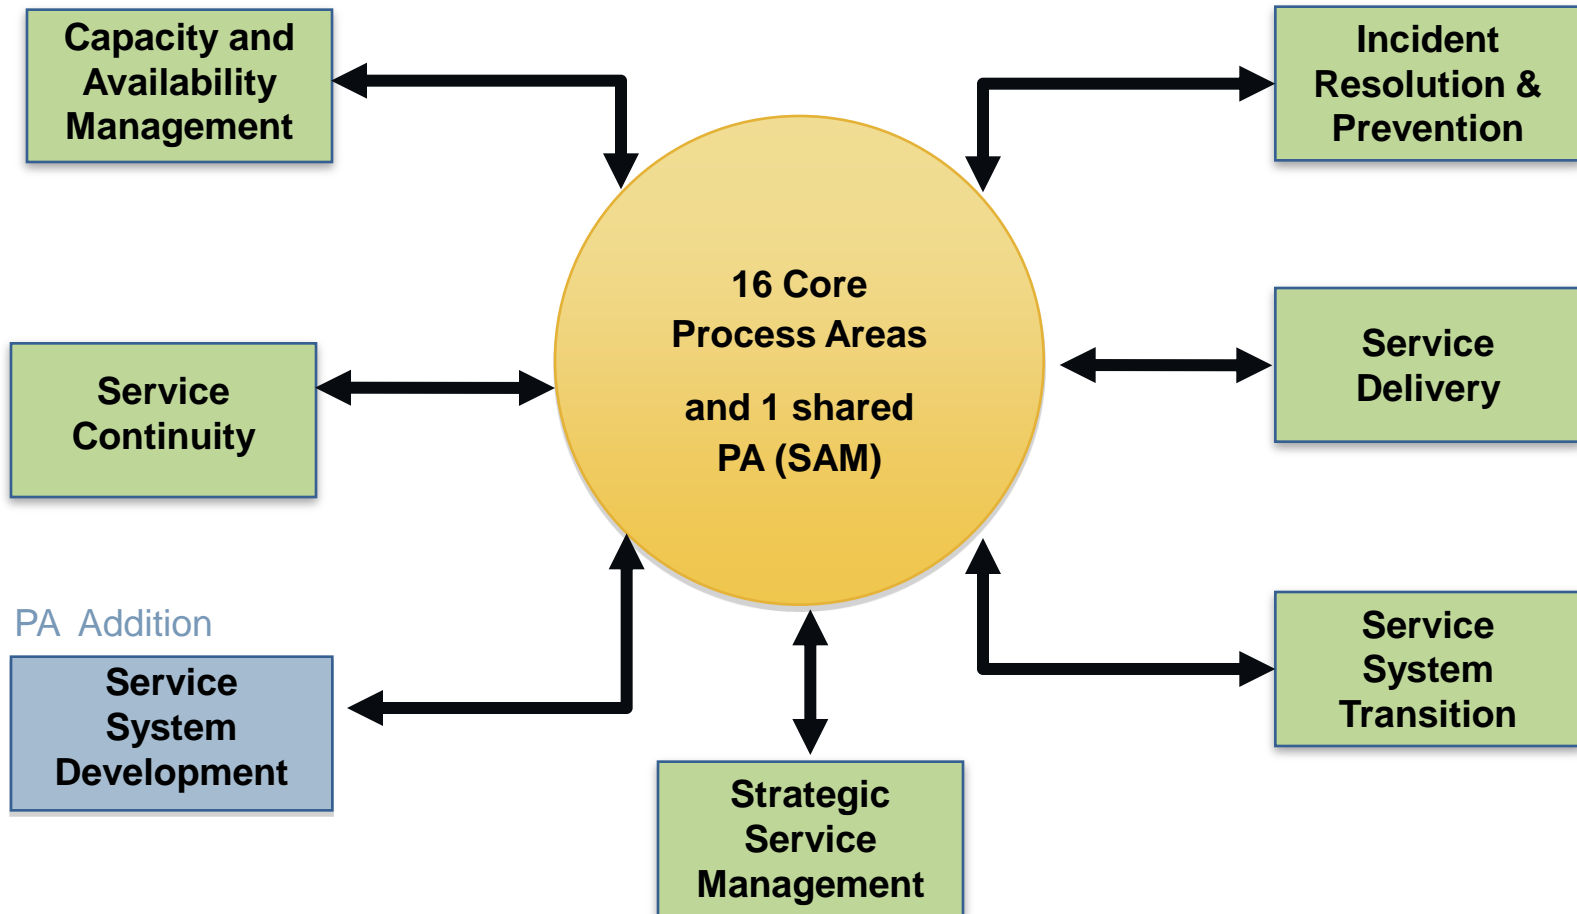 Capacity and
Availability
Management
Incident
Resolution &
Prevention
16 Core
Process Areas
and 1 shared
PA (SAM)
Service
Continuity
Service
Delivery
PA Addition
Service
System
Development
Strategic
Service
Management
Service
System
Transition